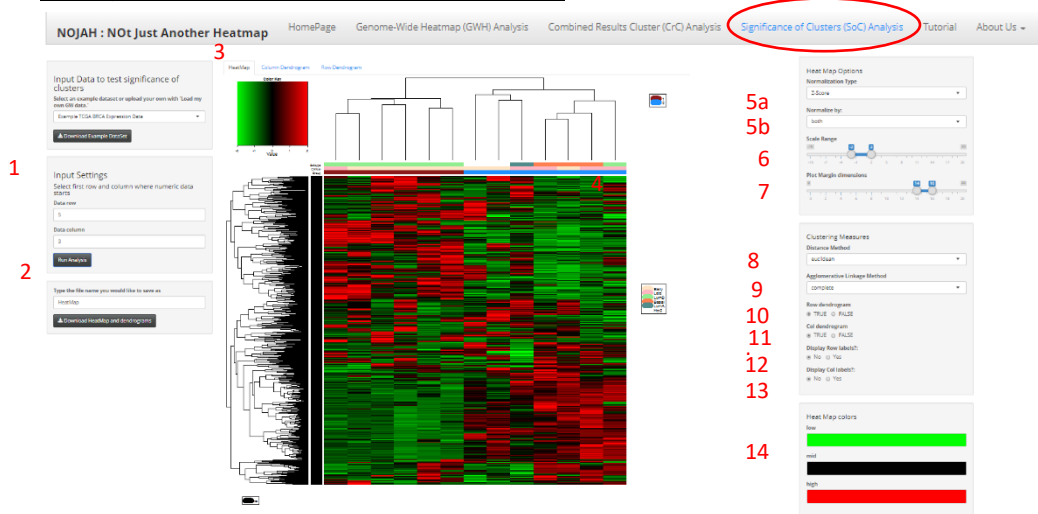 NOJAH : NOt Just Another Heatmap
HomePage
Genome-Wide Heatmap (GWH) Analysis
Combined Results Cluster (CrC) Analysis
Significance of Clusters (SoC) Analysis
Tutorial
About Us
3
Input Data to test significance of
clusters
Select an example dataset or upload your own with 'Load my
own GW data.'
Example TCGA BRCA Expression Data
Download Example DataSet
1
Input Settings
Select first row and column where numeric data
starts
Data row
5
Data column
3
Run Analysis
2
Type the file name you would like to save as
HeatMap
Download HeatMap and dendrograms
HeatMap
Column Dendrogram
Row Dendrogram
Color Key
Value
4
Heat Map Options
Normalization Type
5a
Z-Score
Normalize by:
5b
both
Scale Range
6
Plot Margin dimensions
7
Clustering Measures
Distance Method
8
euclidean
Agglomerative Linkage Method
9
complete
Row dendrogram
10
TRUE FALSE
Col dendrogram
11
TRUE FALSE
Display Row labels?:
12
No Yes
Display Col labels?:
13
No Yes
Heat Map colors
low
14
mid
high